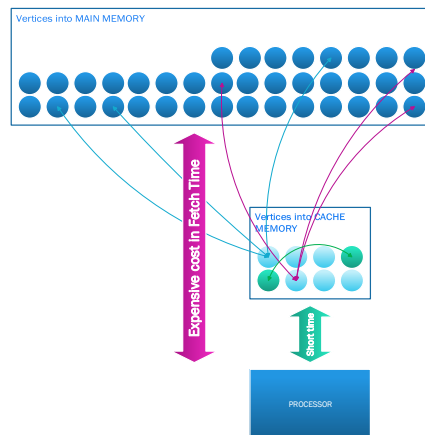 Vertices into MAIN MEMORY
Expensive cost in Fetch Time
Vertices into CACHE
MEMORY
Short time
PROCESSOR